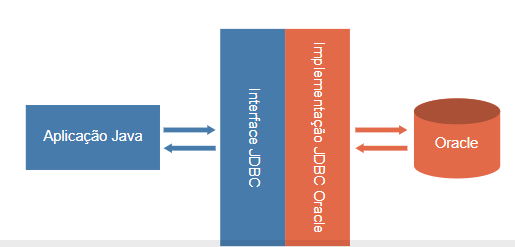 Aplicação Java
Interface JDBC
Implementação JDBC Oracle
Oracle